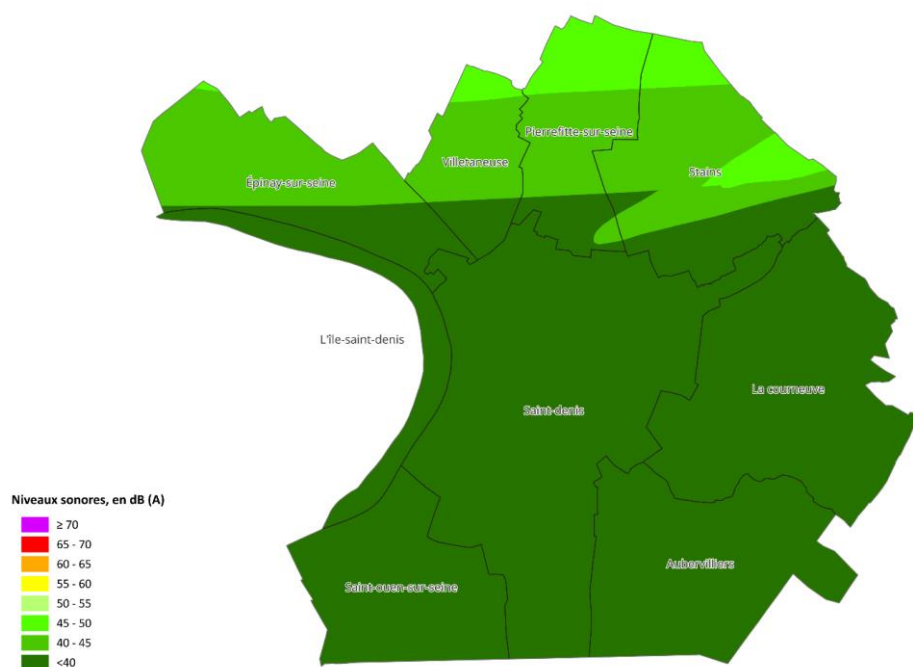 Pierrefitte-sur-seine
Villetaneuse
Stains
Épinay-sur-seine
L'île-saint-denis
La courneuve
Saint-denis
Niveaux sonores, en dB (A)
≥ 70
65 - 70
60 - 65
55 - 60
50 - 55
45 - 50
40 - 45
<40
Aubervilliers
Saint-ouen-sur-seine